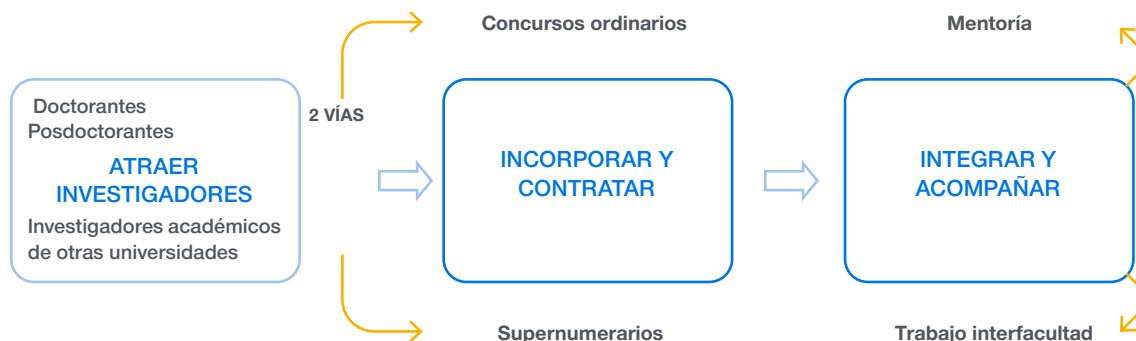 Concursos ordinarios
Mentoría
Doctorantes
Posdoctorantes
ATRAER
INVESTIGADORES
Investigadores académicos
de otras universidades
2 VÍAS
INCORPORAR Y
CONTRATAR
INTEGRAR Y
ACOMPAÑAR
Supernumerarios
Trabajo interfacultad